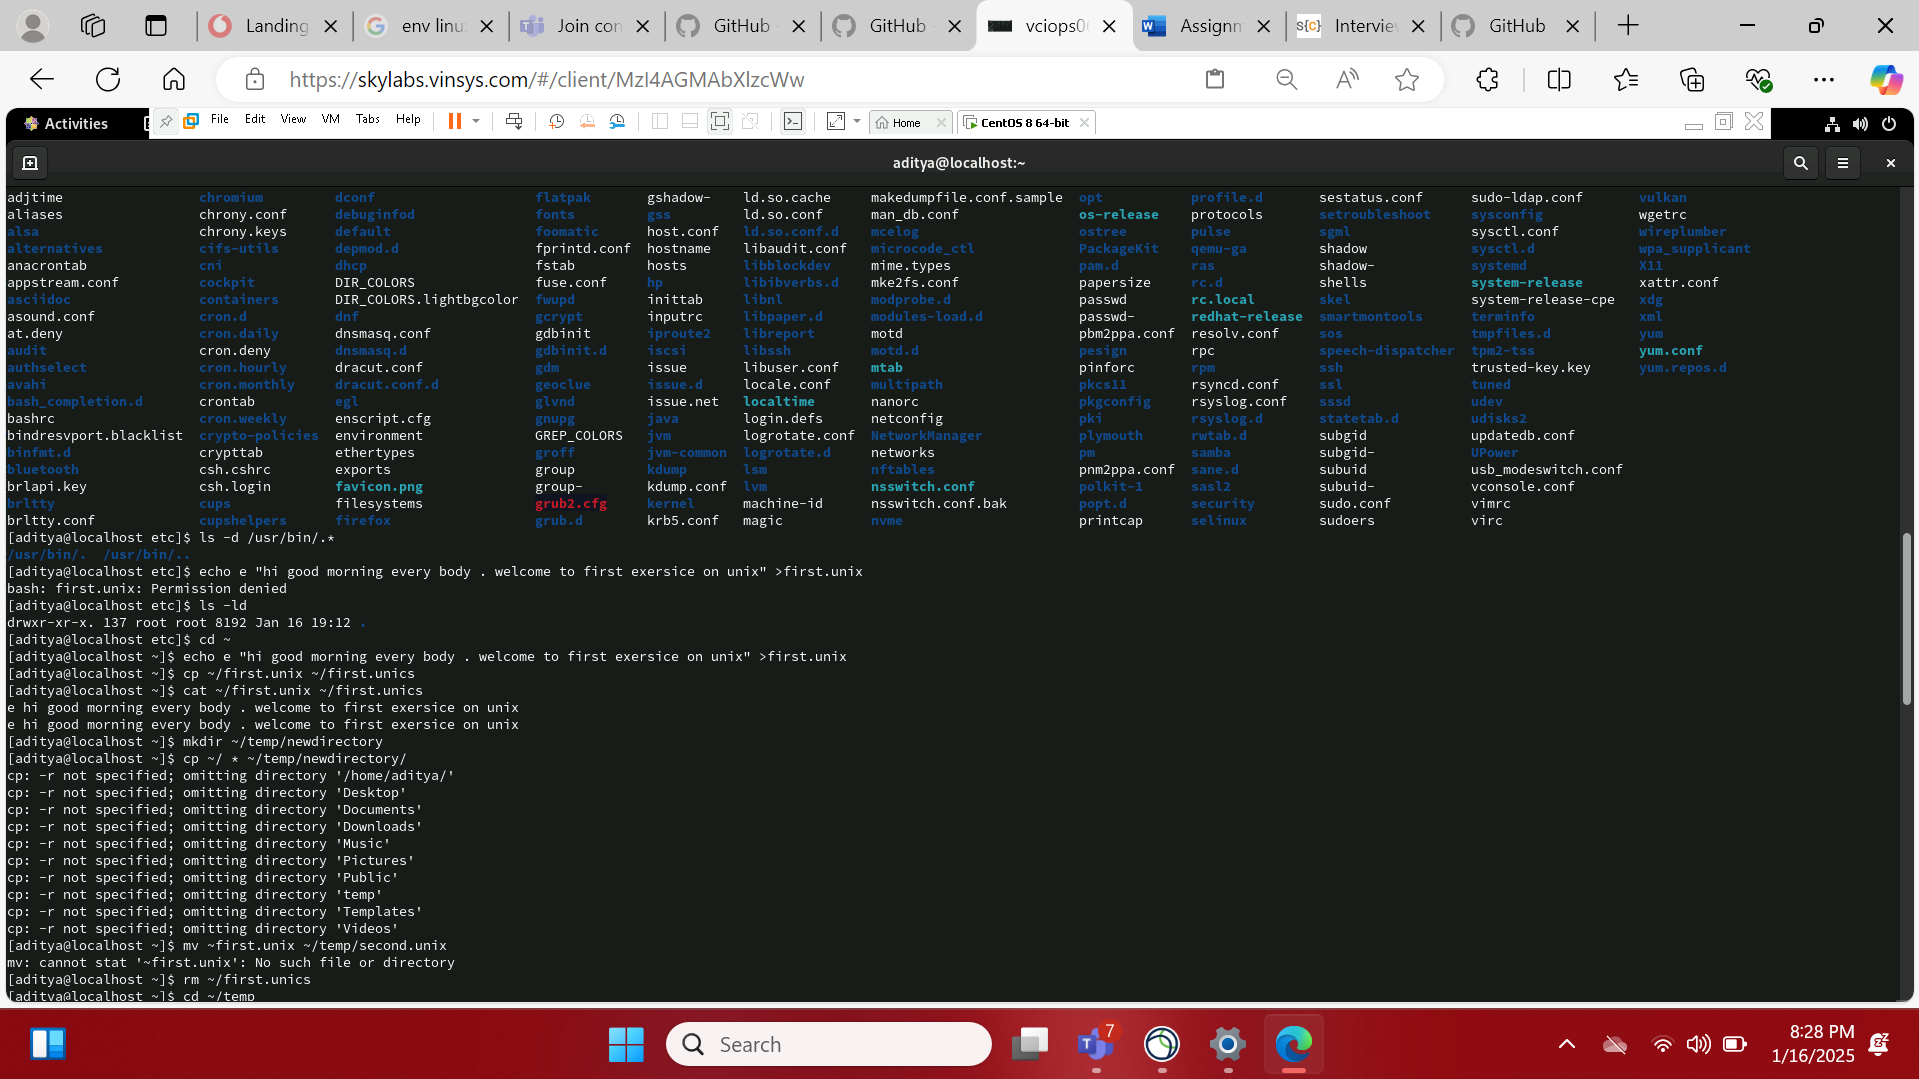 Landing
env linu
Join con
GitHub
GitHub
vciops0
Assignm
Interview
GitHub
https://skylabs.vinsys.com/#/client/MzI4AGMAbXlzcWw
Activities
File Edit View VM Tabs Help
Home
CentOS 8 64-bit
aditya@localhost:~
adjtime chromium dconf flatpak gshadow- ld.so.cache makedumpfile.conf.sample opt profile.d sestatus.conf sudo-ldap.conf vulkan
aliases chrony.conf debuginfod fonts gss ld.so.conf man_db.conf os-release protocols setroubleshoot sysconfig wgetrc
alsa chrony.keys default foomatic host.conf ld.so.conf.d mcelog ostree pulse sgml sysctl.conf wireplumber
alternatives cifs-utils depmod.d fprintd.conf hostname libaudit.conf microcode_ctl PackageKit qemu-ga shadow sysctl.d wpa_supplicant
anacrontab cni dhcp fstab hosts libblockdev mime.types pam.d ras shadow- systemd X11
appstream.conf cockpit DIR_COLORS fuse.conf hp libibverbs.d mke2fs.conf papersize rc.d shells system-release xattr.conf
asciidoc containers DIR_COLORS.lightbgcolor fwupd inittab libnl modprobe.d passwd rc.local skel system-release-cpe xdg
asound.conf cron.d dnf gcrypt inputrc libpaper.d modules-load.d passwd- redhat-release smartmontools terminfo xml
at.deny cron.daily dnsmasq.conf gdbinit iproute2 libreport motd pbm2ppa.conf resolv.conf sos tmpfiles.d yum
audit cron.deny dnsmasq.d gdbinit.d iscsi libssh motd.d pesign rpc speech-dispatcher tpm2-tss yum.conf
authselect cron.hourly dracut.conf gdm issue libuser.conf mtab pinforc rpm ssh trusted-key.key yum.repos.d
avahi cron.monthly dracut.conf.d geoclue issue.d locale.conf multipath pkcs11 rsyncd.conf ssl tuned
bash_completion.d crontab egl glvnd issue.net localtime nanorc pkgconfig rsyslog.conf sssd udev
bashrc cron.weekly enscript.cfg gnupg java login.defs netconfig pki rsyslog.d statetab.d udisks2
bindresvport.blacklist crypto-policies environment GREP_COLORS jvm logrotate.conf NetworkManager plymouth rwtab.d subgid updatedb.conf
binfmt.d crypttab ethertypes groff jvm-common logrotate.d networks pm samba subgid- UPower
bluetooth csh.cshrc exports group kdump lsm nftables pnm2ppa.conf sane.d subuid usb_modeswitch.conf
brlapi.key csh.login favicon.png group- kdump.conf lvm nsswitch.conf polkit-1 sasl2 subuid- vconsole.conf
brltty cups filesystems grub2.cfg kernel machine-id nsswitch.conf.bak popt.d security sudo.conf vimrc
brltty.conf cupshelpers firefox grub.d krb5.conf magic nvme printcap selinux sudoers virc
[aditya@localhost etc]$ ls -d /usr/bin/.*
/usr/bin/. /usr/bin/..
[aditya@localhost etc]$ echo e "hi good morning every body . welcome to first exersice on unix" >first.unix
bash: first.unix: Permission denied
[aditya@localhost etc]$ ls -ld
drwxr-xr-x. 137 root root 8192 Jan 16 19:12 .
[aditya@localhost etc]$ cd ~
[aditya@localhost ~]$ echo e "hi good morning every body . welcome to first exersice on unix" >first.unix
[aditya@localhost ~]$ cp ~/first.unix ~/first.unics
[aditya@localhost ~]$ cat ~/first.unix ~/first.unics
e hi good morning every body . welcome to first exersice on unix
e hi good morning every body . welcome to first exersice on unix
[aditya@localhost ~]$ mkdir ~/temp/newdirectory
[aditya@localhost ~]$ cp ~/ * ~/temp/newdirectory/
cp: -r not specified; omitting directory '/home/aditya/'
cp: -r not specified; omitting directory 'Desktop'
cp: -r not specified; omitting directory 'Documents'
cp: -r not specified; omitting directory 'Downloads'
cp: -r not specified; omitting directory 'Music'
cp: -r not specified; omitting directory 'Pictures'
cp: -r not specified; omitting directory 'Public'
cp: -r not specified; omitting directory 'temp'
cp: -r not specified; omitting directory 'Templates'
cp: -r not specified; omitting directory 'Videos'
[aditya@localhost ~]$ mv ~first.unix ~/temp/second.unix
mv: cannot stat '~first.unix': No such file or directory
[aditya@localhost ~]$ rm ~/first.unics
[aditya@localhost ~]$ cd ~/temp
Search
7
8:28 PM
1/16/2025